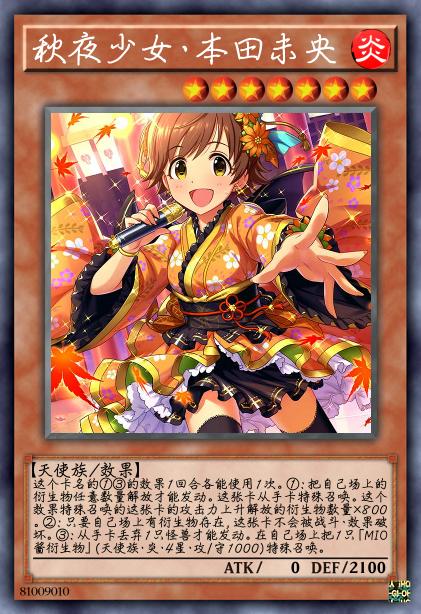 秋夜少女·本田未央 炎
【天使族/效果】
这个卡名的①③的效果1回合各能使用1次。①:把自己场上的
衍生物任意数量解放才能发动。这张卡从手卡特殊召唤。这个
效果特殊召唤的这张卡的攻击力上升解放的衍生物数量×800
。②:只要自己场上有衍生物存在,这张卡不会被战斗·效果破
坏。③:从手卡丢弃1只怪兽才能发动。在自己场上把1只「MIO
酱衍生物」(天使族·炎·4星·攻/守1000)特殊召唤。
ATK/ 0 DEF/2100
81009010